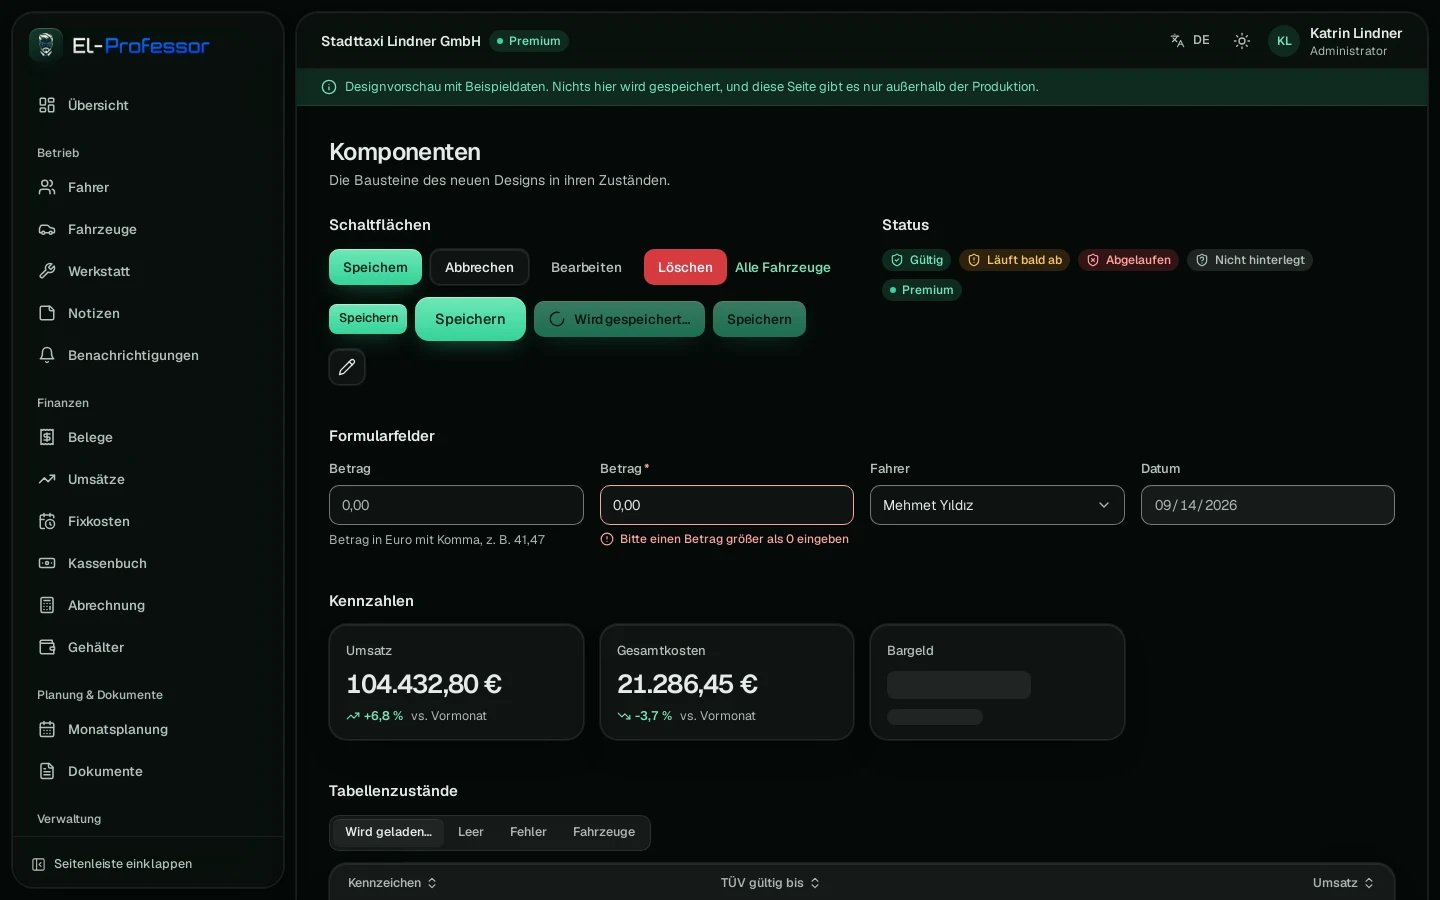 El-Professor
Übersicht
Betrieb
Fahrer
Fahrzeuge
Werkstatt
Notizen
Benachrichtigungen
Finanzen
Belege
Umsätze
Fixkosten
Kassenbuch
Abrechnung
Gehälter
Planung & Dokumente
Monatsplanung
Dokumente
Verwaltung
Seitenleiste einklappen
Stadttaxi Lindner GmbH Premium
DE KL Katrin Lindner
Administrator
Designvorschau mit Beispieldaten. Nichts hier wird gespeichert, und diese Seite gibt es nur außerhalb der Produktion.
Komponenten
Die Bausteine des neuen Designs in ihren Zuständen.
Schaltflächen
Speichern Abbrechen Bearbeiten Löschen Alle Fahrzeuge
Speichern Speichern Wird gespeichert... Speichern
Status
Gültig Läuft bald ab Abgelaufen Nicht hinterlegt
Premium
Formularfelder
Betrag Betrag * Fahrer Datum
0,00 0,00 Mehmet Yıldız 09/14/2026
Betrag in Euro mit Komma, z. B. 41,47 Bitte einen Betrag größer als 0 eingeben
Kennzahlen
Umsatz Gesamtkosten Bargeld
104.432,80 € 21.286,45 €
+6,8 % vs. Vormonat -3,7 % vs. Vormonat
Tabellenzustände
Wird geladen... Leer Fehler Fahrzeuge
Kennzeichen TÜV gültig bis Umsatz